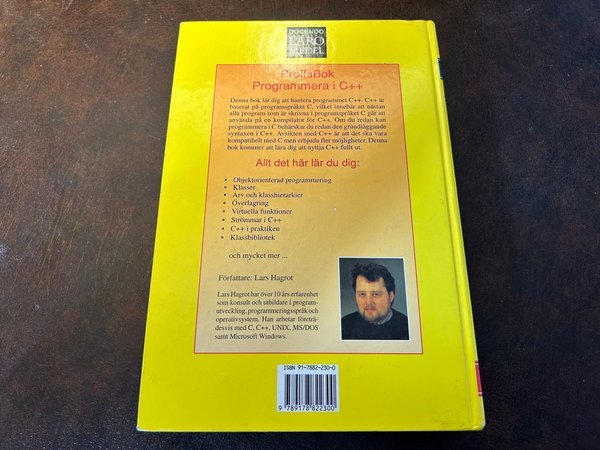 DOCENDO
LÄRO
MEDEL
ProffsBok
Programmera i C++
Denna bok lär dig att hantera programmet C++. C++ är
baserat på programspråket C, vilket innebär att nästan
alla program som är skrivna i programspråket C går att
använda på en kompilator för C++. Om du redan kan
programmera i C behärskar du redan den grundläggande
syntaxen i C++. Avsikten med C++ är att det ska vara
kompatibelt med C men erbjuda fler möjligheter. Denna
bok kommer att lära dig att nyttja C++ fullt ut.
Allt det här lär du dig:
• Objektorienterad programmering
• Klasser
• Arv och klasshierarkier
• Överlagring
• Virtuella funktioner
• Strömmar i C++
• C++ i praktiken
• Klassbibliotek
och mycket mer ...
Författare: Lars Hagrot
Lars Hagrot har över 10 års erfarenhet
som konsult och utbildare i program-
utveckling, programmeringsspråk och
operativsystem. Han arbetar företrä-
desvis med C, C++, UNIX, MS/DOS
samt Microsoft Windows.
ISBN 91-7882-230-0
9 789178 822300